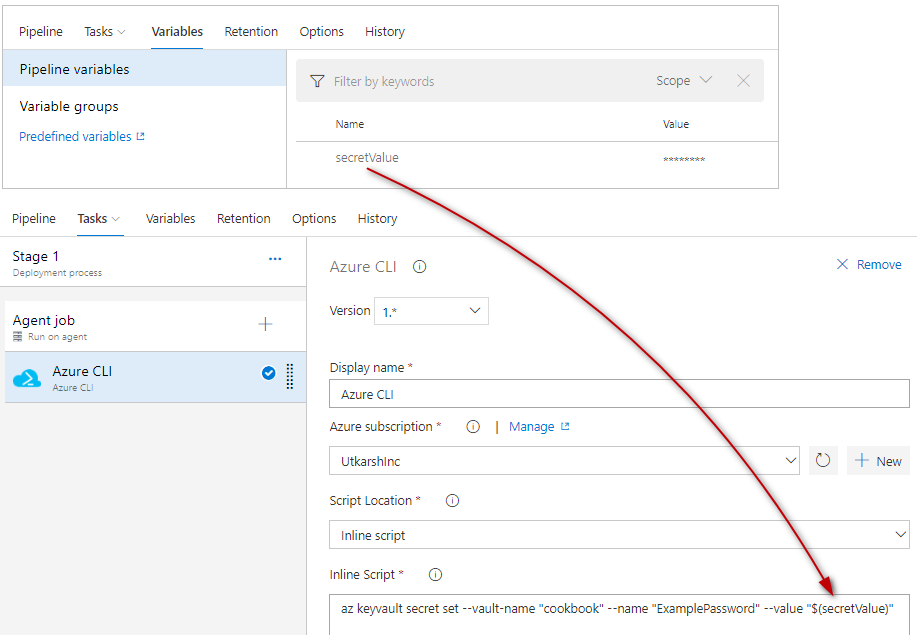 Pipeline Tasks Variables Retention Options History
Pipeline variables
Filter by keywords Scope
Variable groups
Name Value
Predefined variables
secretValue ********
Pipeline Tasks Variables Retention Options History
Stage 1 ...
Deployment process
Azure CLI
Remove
Version 1.*
Agent job
Run on agent
Azure CLI
Azure CLI
Display name *
Azure CLI
Azure subscription * | Manage
UtkarshInc
New
Script Location *
Inline script
Inline Script *
az keyvault secret set --vault-name "cookbook" --name "ExamplePassword" --value "$(secretValue)"